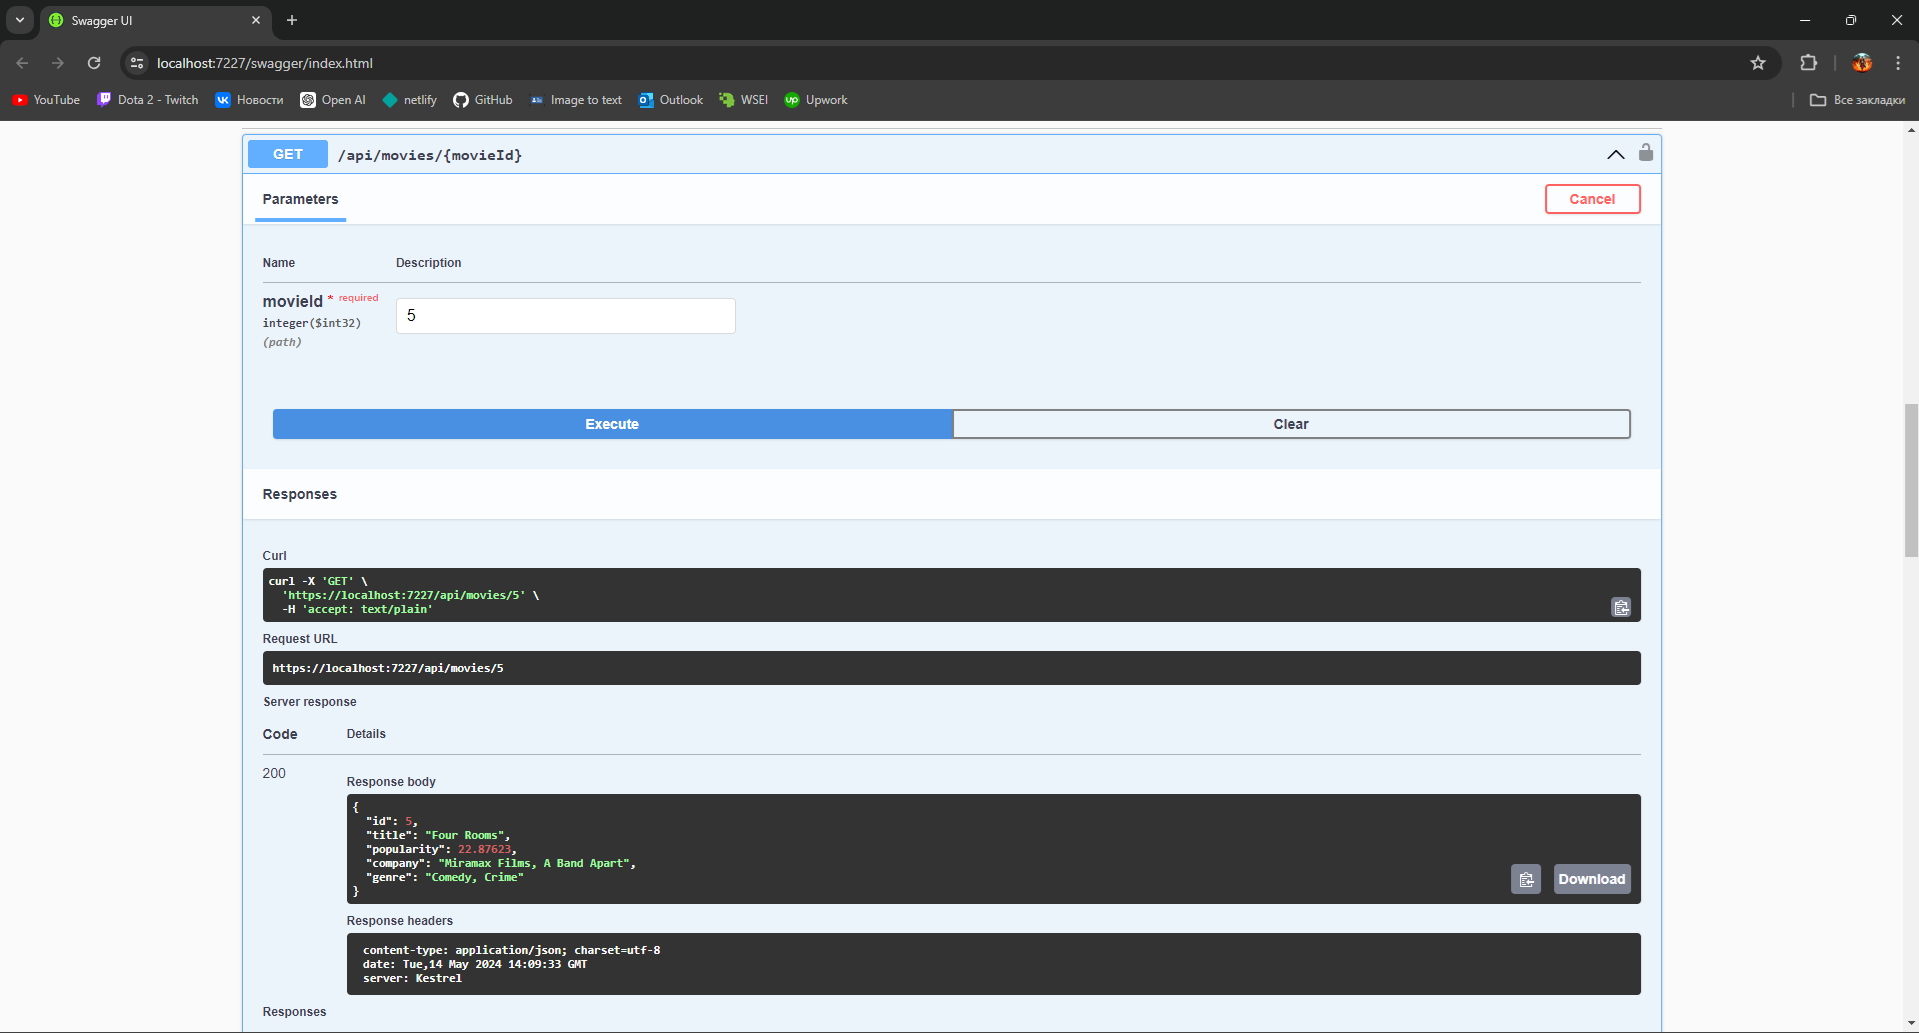 Swagger UI
localhost:7227/swagger/index.html
YouTube Dota 2 - Twitch Новости Open AI netlify GitHub Image to text Outlook WSEI Upwork Все закладки
GET /api/movies/{movieId}
Parameters Cancel
Name Description
movieId * required
integer($int32)
(path)
5
Execute Clear
Responses
Curl
curl -X 'GET' \
'https://localhost:7227/api/movies/5' \
-H 'accept: text/plain'
Request URL
https://localhost:7227/api/movies/5
Server response
Code Details
200
Response body
{
"id": 5,
"title": "Four Rooms",
"popularity": 22.87623,
"company": "Miramax Films, A Band Apart",
"genre": "Comedy, Crime"
}
Download
Response headers
content-type: application/json; charset=utf-8
date: Tue,14 May 2024 14:09:33 GMT
server: Kestrel
Responses